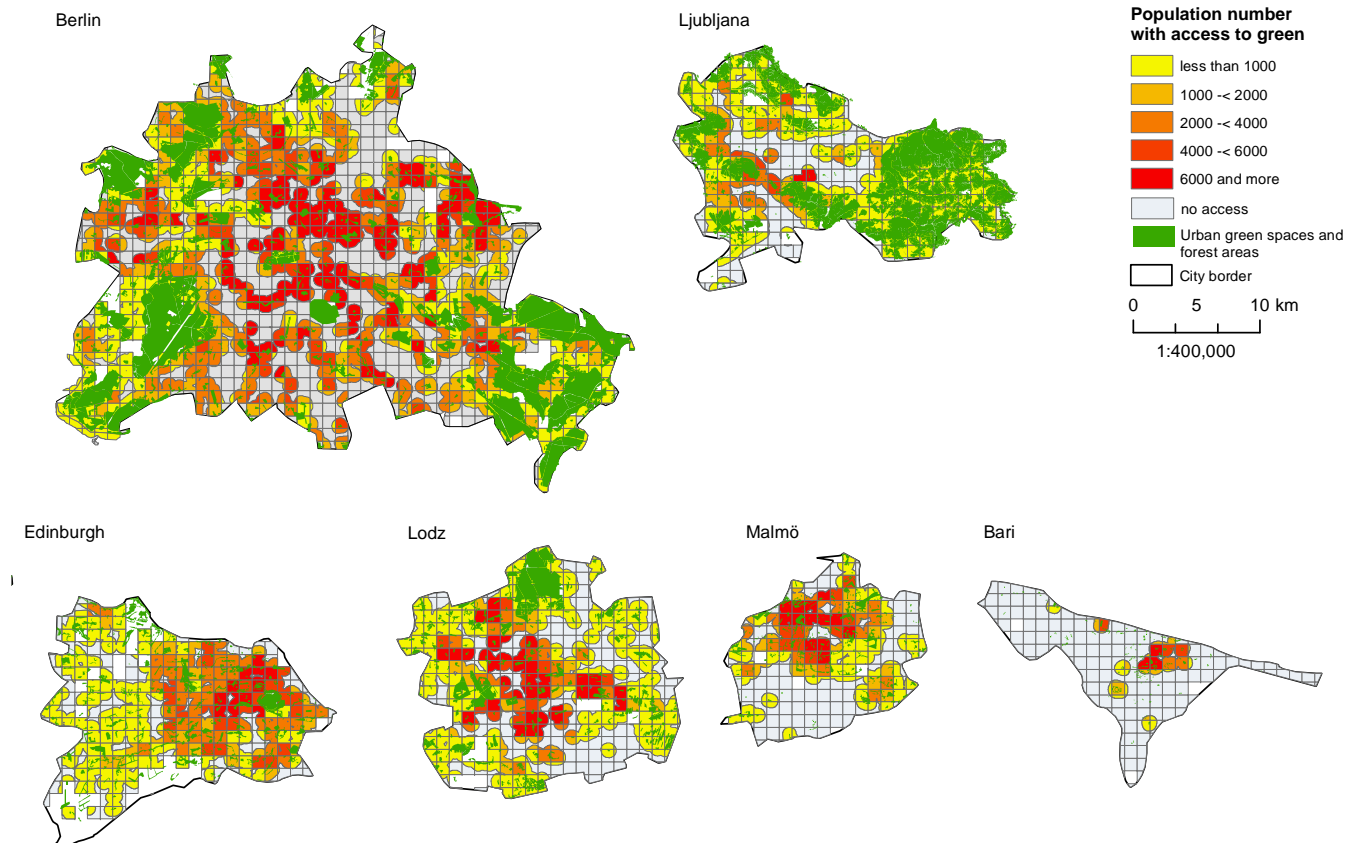 Berlin
Ljubljana
Population number
with access to green
less than 1000
1000 -< 2000
2000 -< 4000
4000 -< 6000
6000 and more
no access
Urban green spaces and
forest areas
City border
0 5 10 km
1:400,000
Edinburgh
Lodz
Malmö
Bari